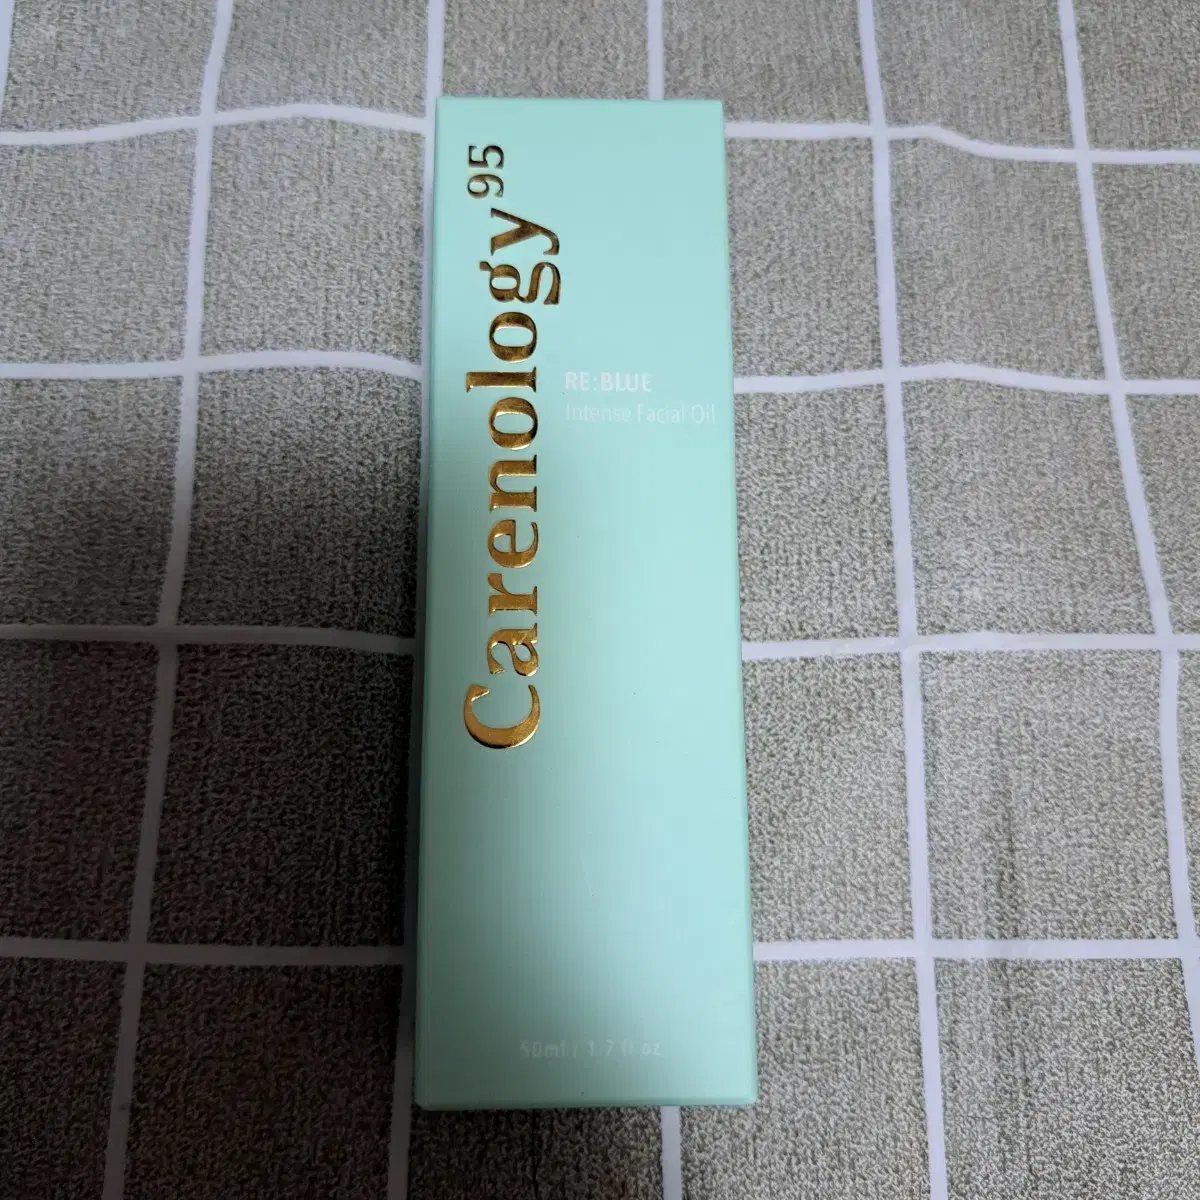 Carenology⁹⁵
RE:BLUE
Intense Facial Oil
50ml / 1.7 fl oz